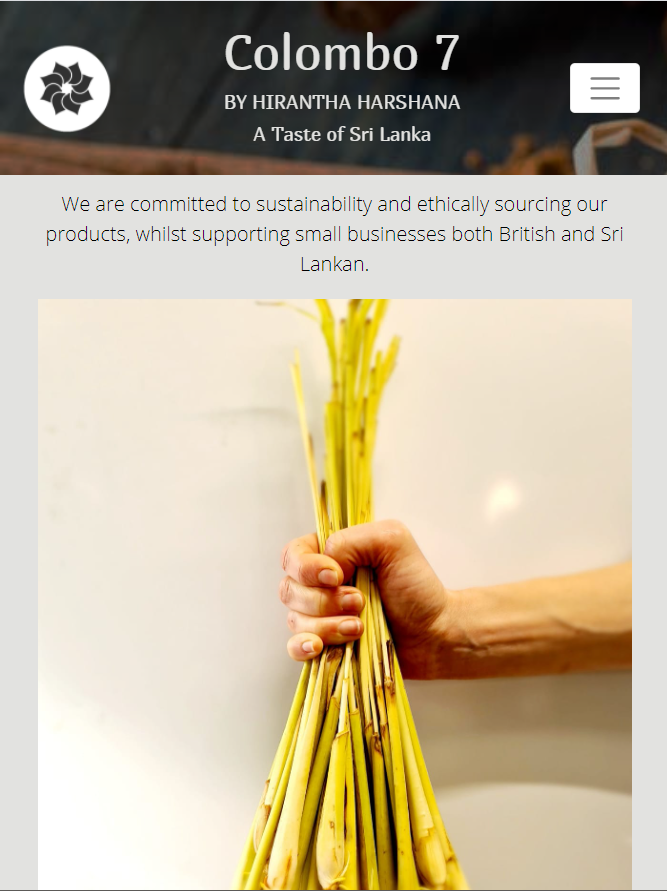 Colombo 7
BY HIRANTHA HARSHANA
A Taste of Sri Lanka
We are committed to sustainability and ethically sourcing our
products, whilst supporting small businesses both British and Sri
Lankan.